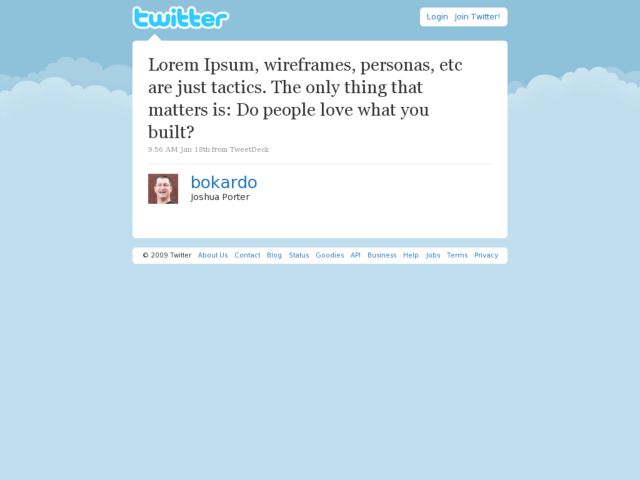 twitter
Login Join Twitter!
Lorem Ipsum, wireframes, personas, etc
are just tactics. The only thing that
matters is: Do people love what you
built?
9:56 AM Jan 18th from TweetDeck
bokardo
Joshua Porter
© 2009 Twitter About Us Contact Blog Status Goodies API Business Help Jobs Terms Privacy